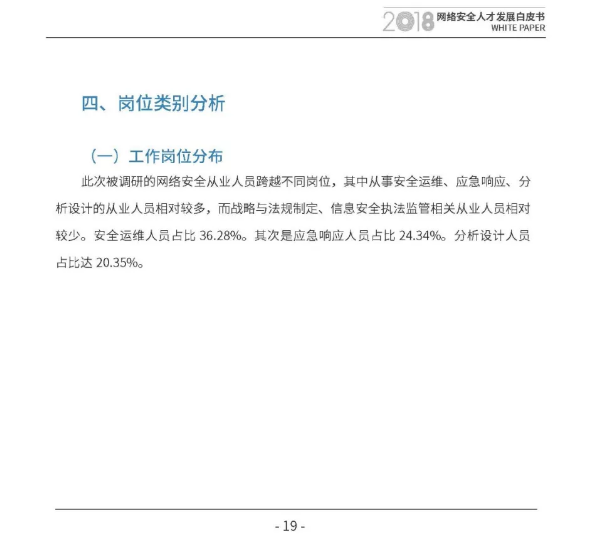 2018 网络安全人才发展白皮书
WHITE PAPER
四、岗位类别分析
（一）工作岗位分布
此次被调研的网络安全从业人员跨越不同岗位，其中从事安全运维、应急响应、分
析设计的从业人员相对较多，而战略与法规制定、信息安全执法监管相关从业人员相对
较少。安全运维人员占比 36.28%。其次是应急响应人员占比 24.34%。分析设计人员
占比达 20.35%。
- 19 -